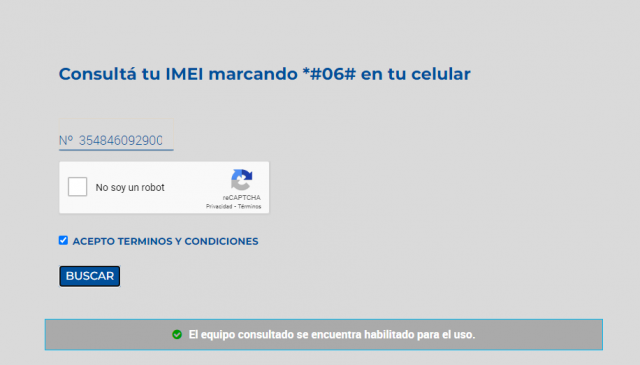 Consultá tu IMEI marcando *#06# en tu celular
Nº 354846092900
No soy un robot
reCAPTCHA
Privacidad - Términos
ACEPTO TERMINOS Y CONDICIONES
BUSCAR
El equipo consultado se encuentra habilitado para el uso.